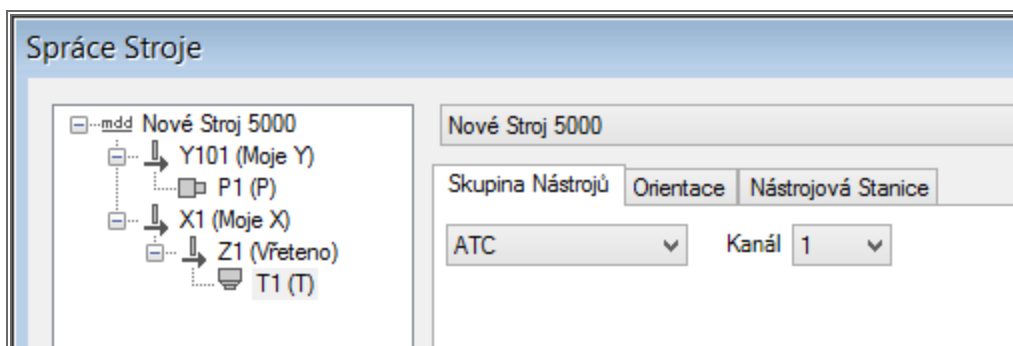 Spráce Stroje
mdd Nové Stroj 5000
Y101 (Moje Y)
P1 (P)
X1 (Moje X)
Z1 (Vřeteno)
T1 (T)
Nové Stroj 5000
Skupina Nástrojů Orientace Nástrojová Stanice
ATC Kanál 1